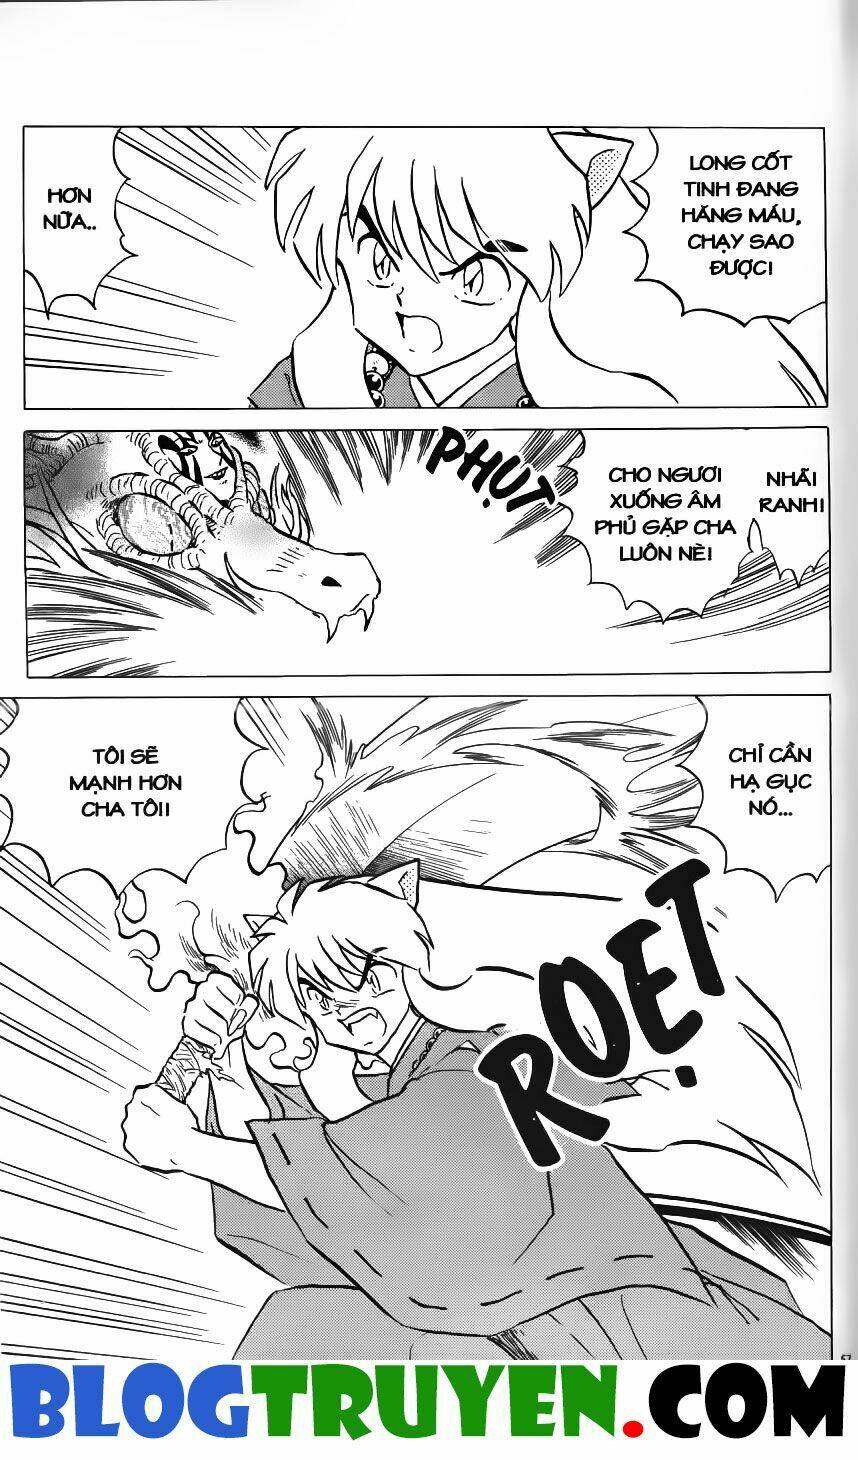 LONG CỐT
TINH ĐANG
HĂNG MÁU,
CHẠY SAO
ĐƯỢC!
HƠN
NỮA..
NHÃI
RANH!
CHO NGƯƠI
XUỐNG ÂM
PHỦ GẶP CHA
LUÔN NÈ!
PHỤT
CHỈ CẦN
HẠ GỤC
NÓ...
TÔI SẼ
MẠNH HƠN
CHA TÔI!
ROẸT
BLOGTRUYEN.COM